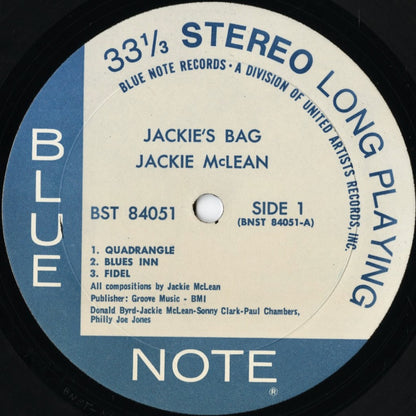 33⅓ STEREO LONG PLAYING
BLUE NOTE RECORDS • A DIVISION OF UNITED ARTISTS RECORDS, INC.
JACKIE'S BAG
JACKIE McLEAN
BST 84051
SIDE 1
(BNST 84051-A)
1. QUADRANGLE
2. BLUES INN
3. FIDEL
All compositions by Jackie McLean
Publisher: Groove Music - BMI
Donald Byrd-Jackie McLean-Sonny Clark-Paul Chambers,
Philly Joe Jones
BLUE
NOTE ®